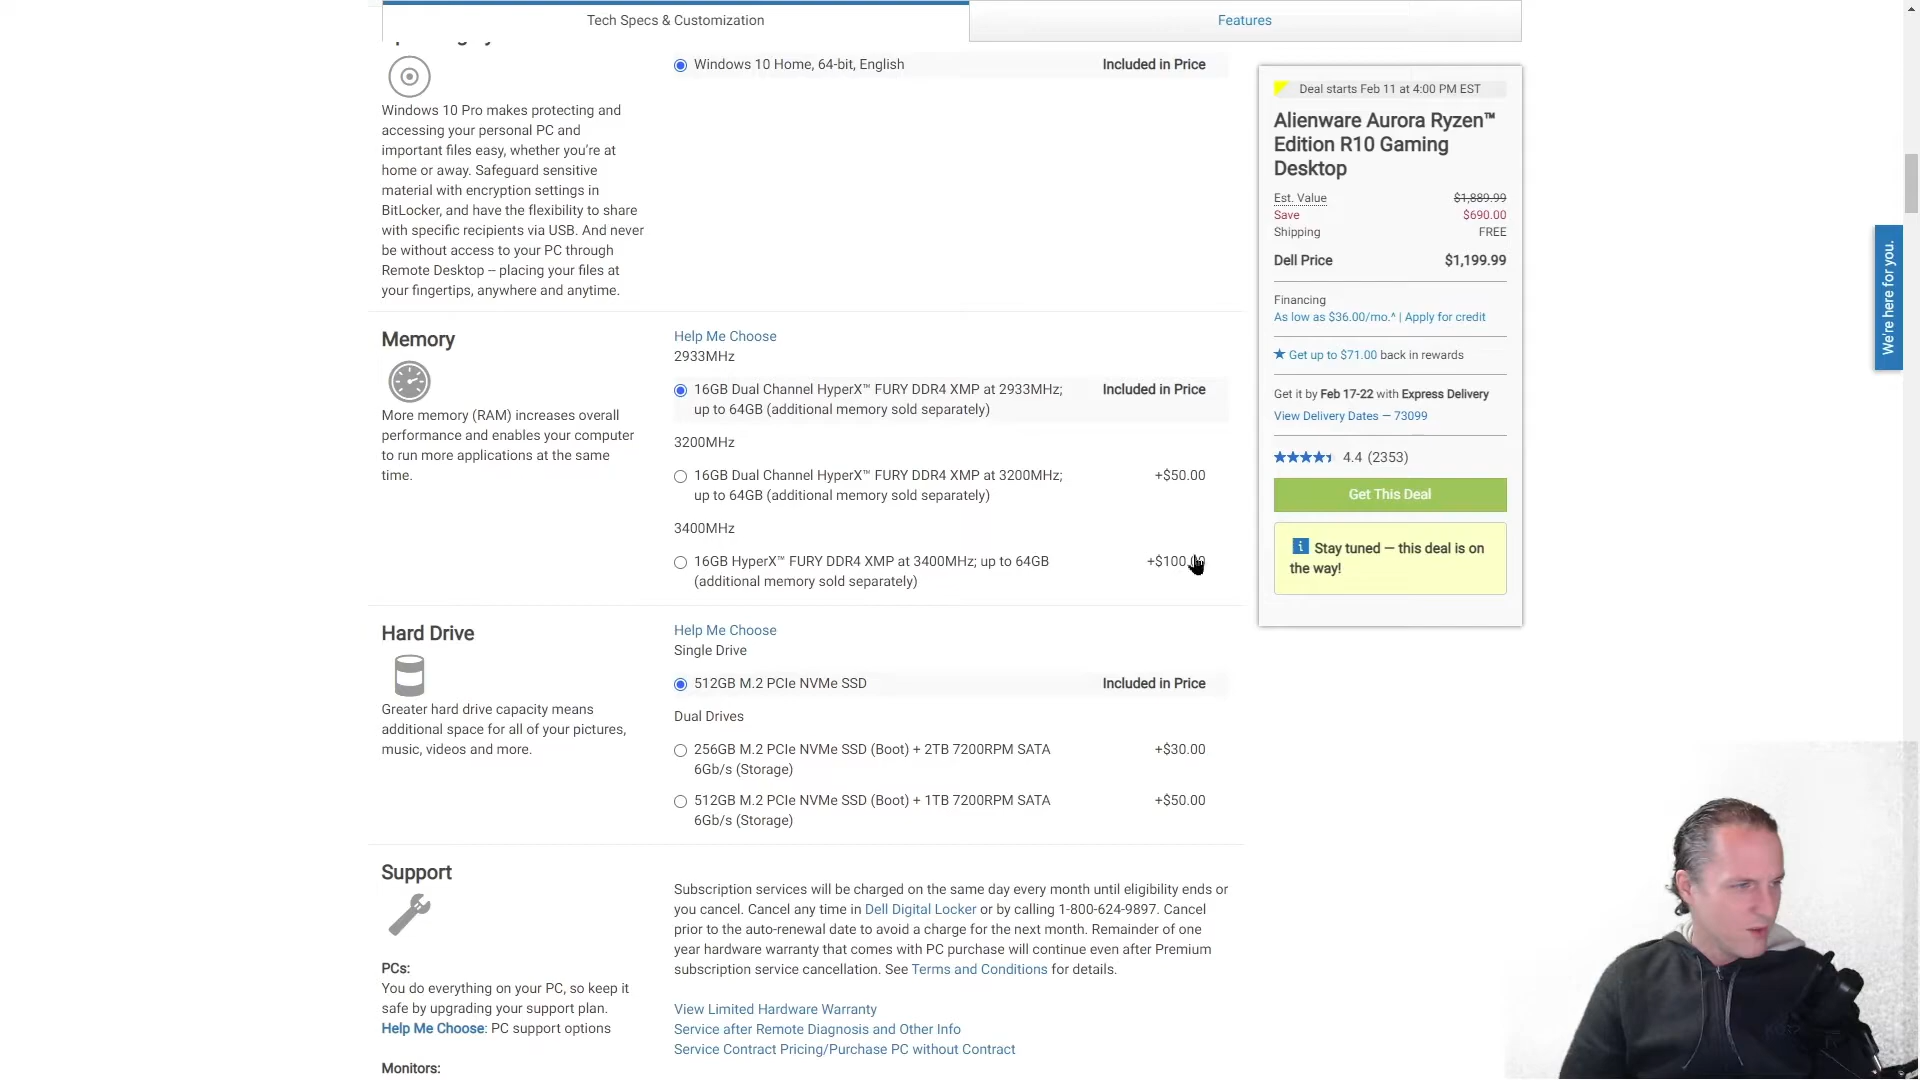 Tech Specs & Customization
Features
Windows 10 Home, 64-bit, English
Included in Price
Windows 10 Pro makes protecting and
accessing your personal PC and
important files easy, whether you're at
home or away. Safeguard sensitive
material with encryption settings in
BitLocker, and have the flexibility to share
with specific recipients via USB. And never
be without access to your PC through
Remote Desktop -- placing your files at
your fingertips, anywhere and anytime.
Memory
More memory (RAM) increases overall
performance and enables your computer
to run more applications at the same
time.
Help Me Choose
2933MHz
16GB Dual Channel HyperX™ FURY DDR4 XMP at 2933MHz;
up to 64GB (additional memory sold separately)
Included in Price
3200MHz
16GB Dual Channel HyperX™ FURY DDR4 XMP at 3200MHz;
up to 64GB (additional memory sold separately)
+$50.00
3400MHz
16GB HyperX™ FURY DDR4 XMP at 3400MHz; up to 64GB
(additional memory sold separately)
+$100.00
Hard Drive
Greater hard drive capacity means
additional space for all of your pictures,
music, videos and more.
Help Me Choose
Single Drive
512GB M.2 PCIe NVMe SSD
Included in Price
Dual Drives
256GB M.2 PCIe NVMe SSD (Boot) + 2TB 7200RPM SATA
6Gb/s (Storage)
+$30.00
512GB M.2 PCIe NVMe SSD (Boot) + 1TB 7200RPM SATA
6Gb/s (Storage)
+$50.00
Support
PCs:
You do everything on your PC, so keep it
safe by upgrading your support plan.
Help Me Choose: PC support options
Monitors:
Subscription services will be charged on the same day every month until eligibility ends or
you cancel. Cancel any time in Dell Digital Locker or by calling 1-800-624-9897. Cancel
prior to the auto-renewal date to avoid a charge for the next month. Remainder of one
year hardware warranty that comes with PC purchase will continue even after Premium
subscription service cancellation. See Terms and Conditions for details.
View Limited Hardware Warranty
Service after Remote Diagnosis and Other Info
Service Contract Pricing/Purchase PC without Contract
Deal starts Feb 11 at 4:00 PM EST
Alienware Aurora Ryzen™
Edition R10 Gaming
Desktop
Est. Value $1,889.99
Save $690.00
Shipping FREE
Dell Price $1,199.99
Financing
As low as $36.00/mo.^ | Apply for credit
Get up to $71.00 back in rewards
Get it by Feb 17-22 with Express Delivery
View Delivery Dates — 73099
4.4 (2353)
Get This Deal
Stay tuned — this deal is on
the way!
We're here for you.